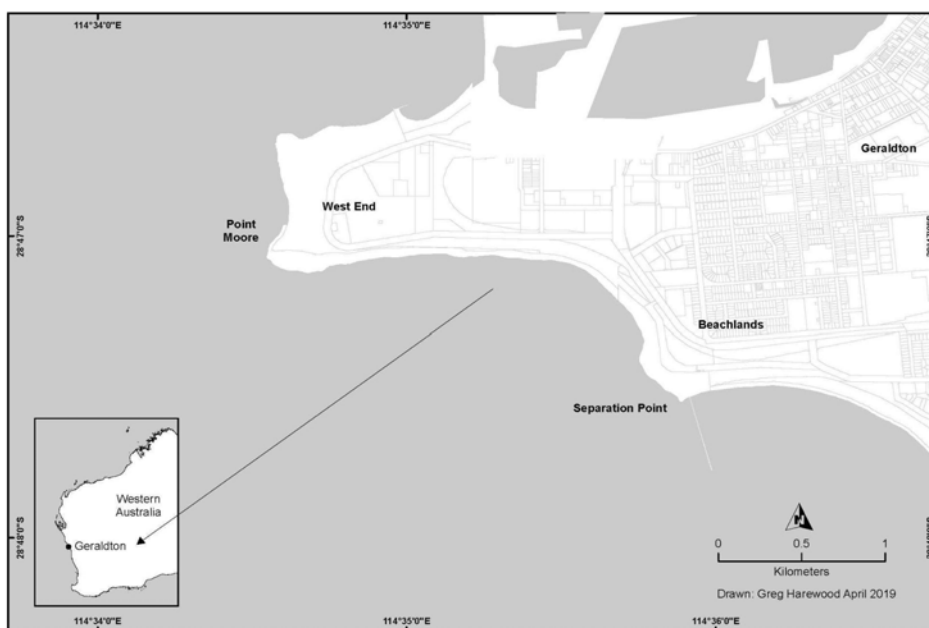 114°34'0"E
114°35'0"E
Geraldton
West End
Point
Moore
28°47'0"S
Beachlands
Separation Point
Western
Australia
Geraldton
28°48'0"S
0
0.5
1
Kilometers
Drawn: Greg Harewood April 2019
114°34'0"E
114°35'0"E
114°36'0"E